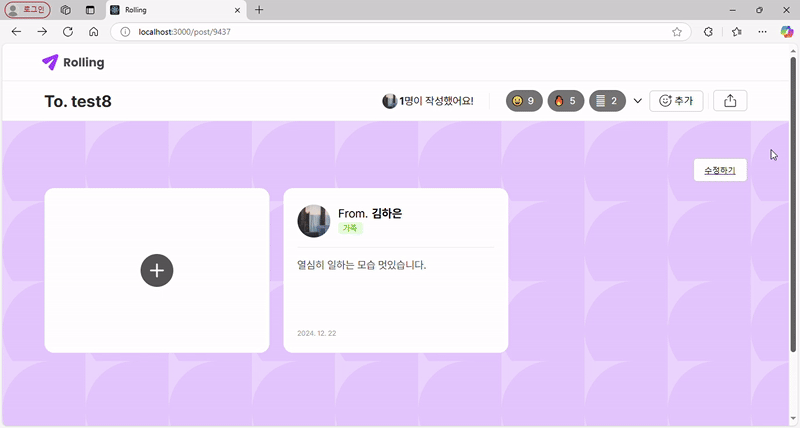 로그인
Rolling
localhost:3000/post/9437
Rolling
To. test8
1명이 작성했어요!
9
5
2
추가
수정하기
From. 김하은
가족
열심히 일하는 모습 멋있습니다.
2024. 12. 22